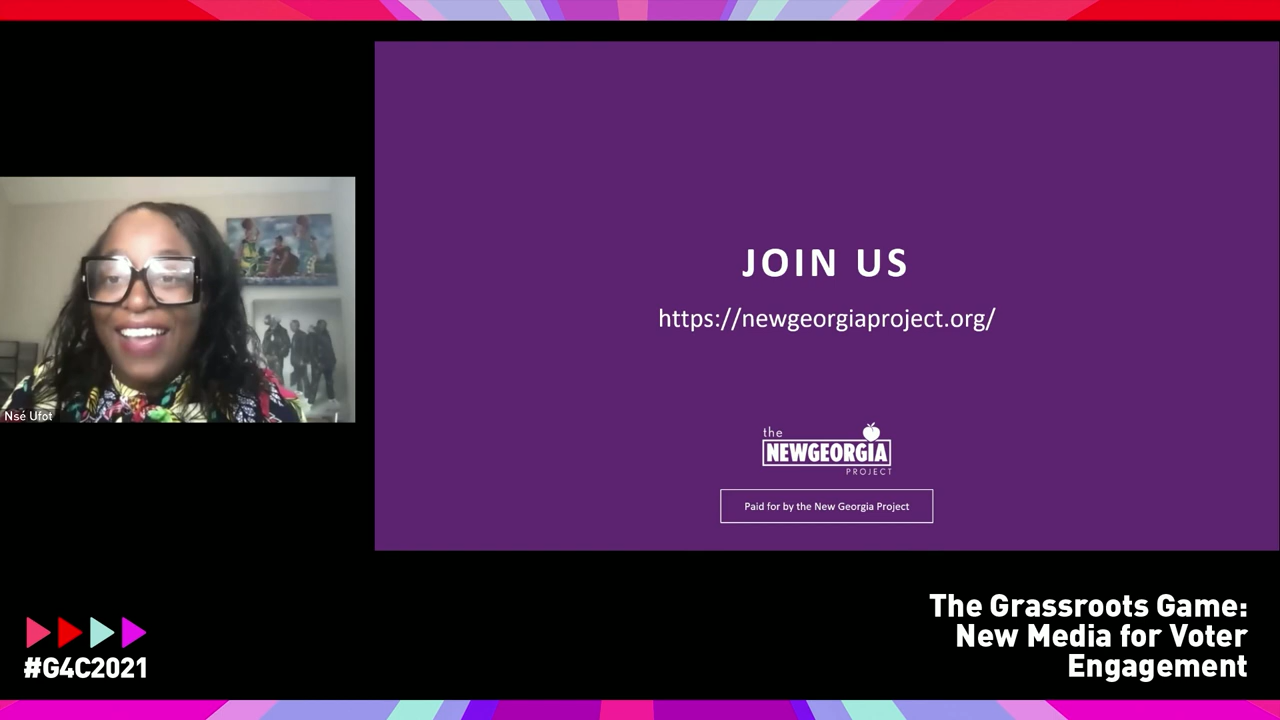 JOIN US
https://newgeorgiaproject.org/
the
NEWGEORGIA
PROJECT
Paid for by the New Georgia Project
Nsé Ufot
#G4C2021
The Grassroots Game:
New Media for Voter
Engagement